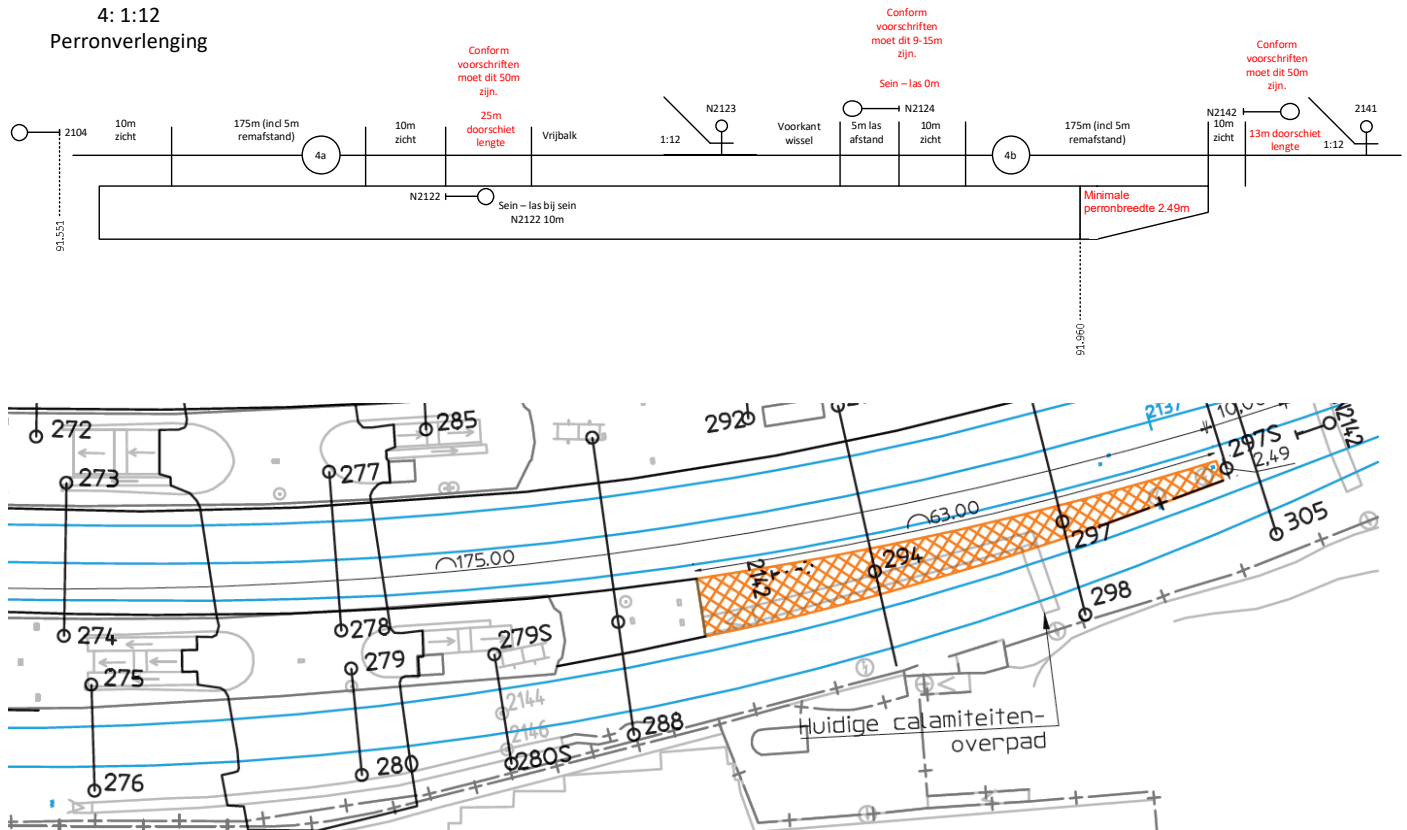 4: 1:12
Perronverlenging
Conform
voorschriften
moet dit 50m
zijn.
25m
doorschiet
lengte
Conform
voorschriften
moet dit 9-15m
zijn.
Sein – las 0m
Conform
voorschriften
moet dit 50m
zijn.
13m doorschiet
lengte
2104
10m
zicht
175m (incl 5m
remafstand)
4a
10m
zicht
Vrijbalk
1:12
N2123
Voorkant
wissel
N2124
5m las
afstand
10m
zicht
4b
175m (incl 5m
remafstand)
N2142
10m
zicht
1:12
2141
N2122
Sein – las bij sein
N2122 10m
Minimale
perronbreedte 2.49m
91.551
91.960
272
273
274
275
276
277
278
279
280
285
279S
280S
2144
2146
288
292
175.00
2142
294
63.00
297
298
2137
10,00
297S
2,49
N2142
305
Huidige calamiteiten-
overpad